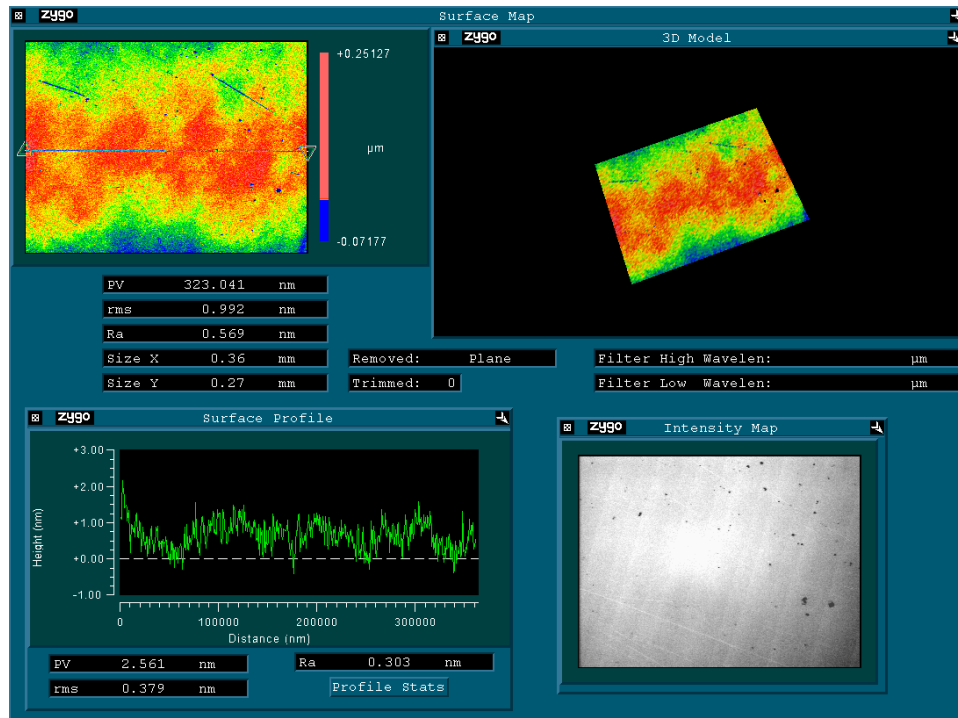 zygo Surface Map
+0.25127
µm
-0.07177
zygo 3D Model
PV 323.041 nm
rms 0.992 nm
Ra 0.569 nm
Size X 0.36 mm
Size Y 0.27 mm
Removed: Plane
Trimmed: 0
Filter High Wavelen: µm
Filter Low Wavelen: µm
zygo Surface Profile
+3.00
+2.00
+1.00
+0.00
-1.00
Height (nm)
0 100000 200000 300000
Distance (nm)
PV 2.561 nm
rms 0.379 nm
Ra 0.303 nm
Profile Stats
zygo Intensity Map